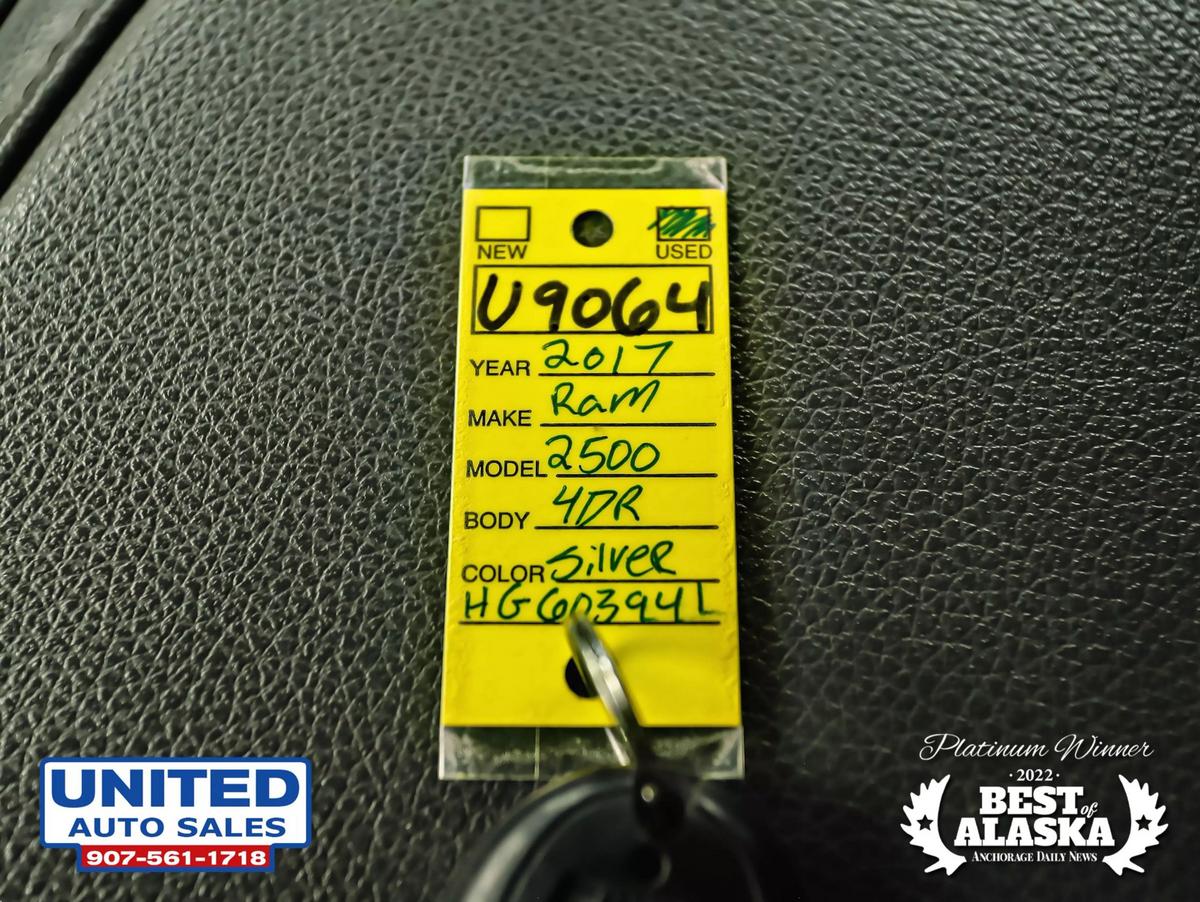 NEW USED
U9064
YEAR 2017
MAKE Ram
MODEL 2500
BODY 4DR
COLOR Silver
HG603941
UNITED
AUTO SALES
907-561-1718
Platinum Winner
·2022·
BEST of
ALASKA
ANCHORAGE DAILY NEWS